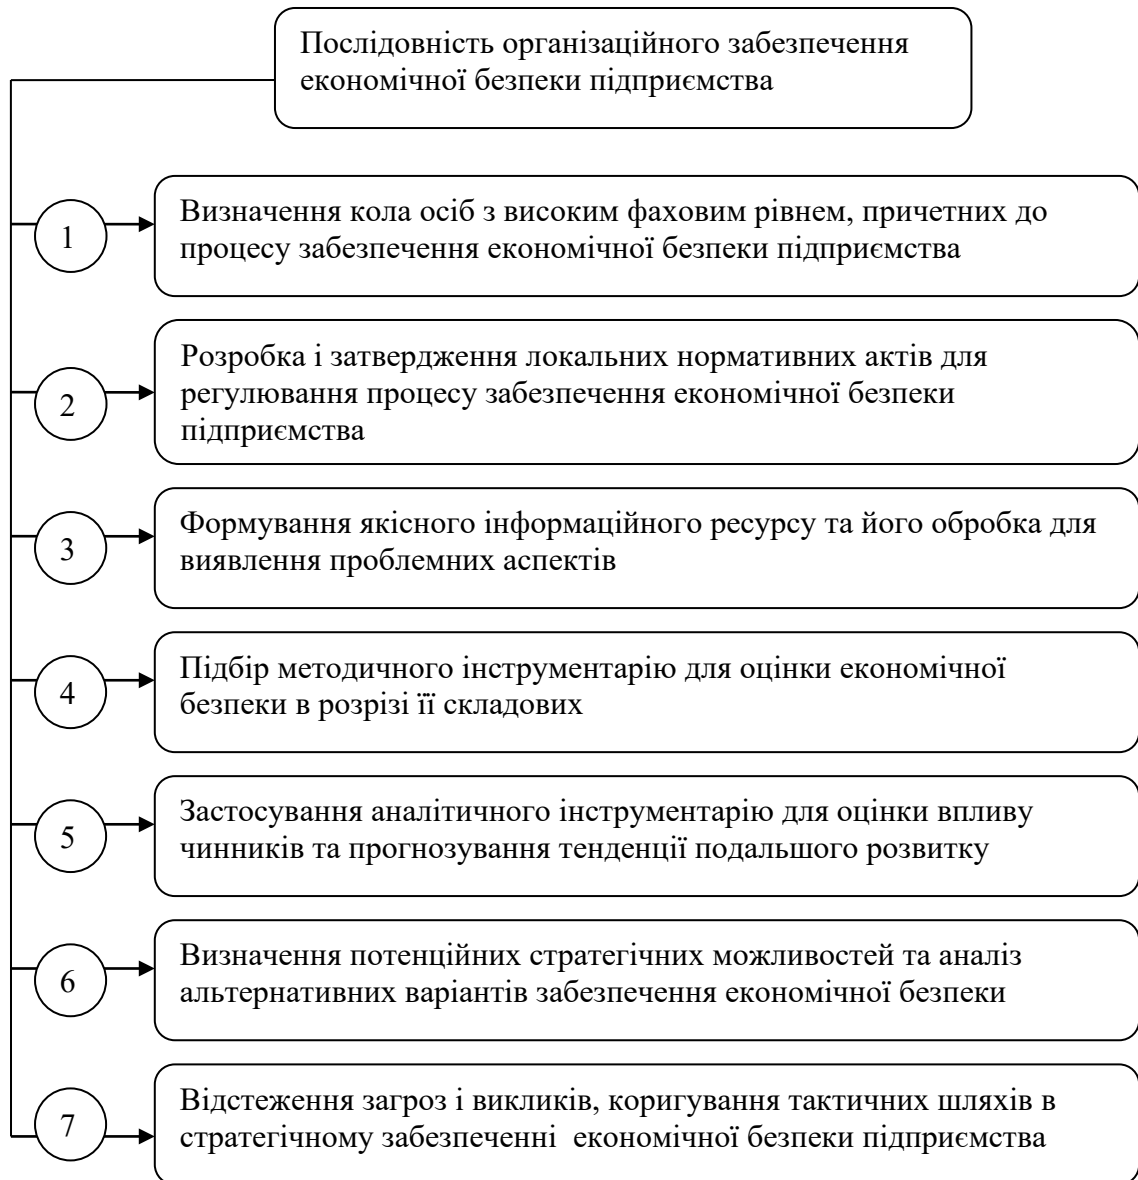 Послідовність організаційного забезпечення
економічної безпеки підприємства
1
Визначення кола осіб з високим фаховим рівнем, причетних до
процесу забезпечення економічної безпеки підприємства
2
Розробка і затвердження локальних нормативних актів для
регулювання процесу забезпечення економічної безпеки
підприємства
3
Формування якісного інформаційного ресурсу та його обробка для
виявлення проблемних аспектів
4
Підбір методичного інструментарію для оцінки економічної
безпеки в розрізі її складових
5
Застосування аналітичного інструментарію для оцінки впливу
чинників та прогнозування тенденції подальшого розвитку
6
Визначення потенційних стратегічних можливостей та аналіз
альтернативних варіантів забезпечення економічної безпеки
7
Відстеження загроз і викликів, коригування тактичних шляхів в
стратегічному забезпеченні  економічної безпеки підприємства